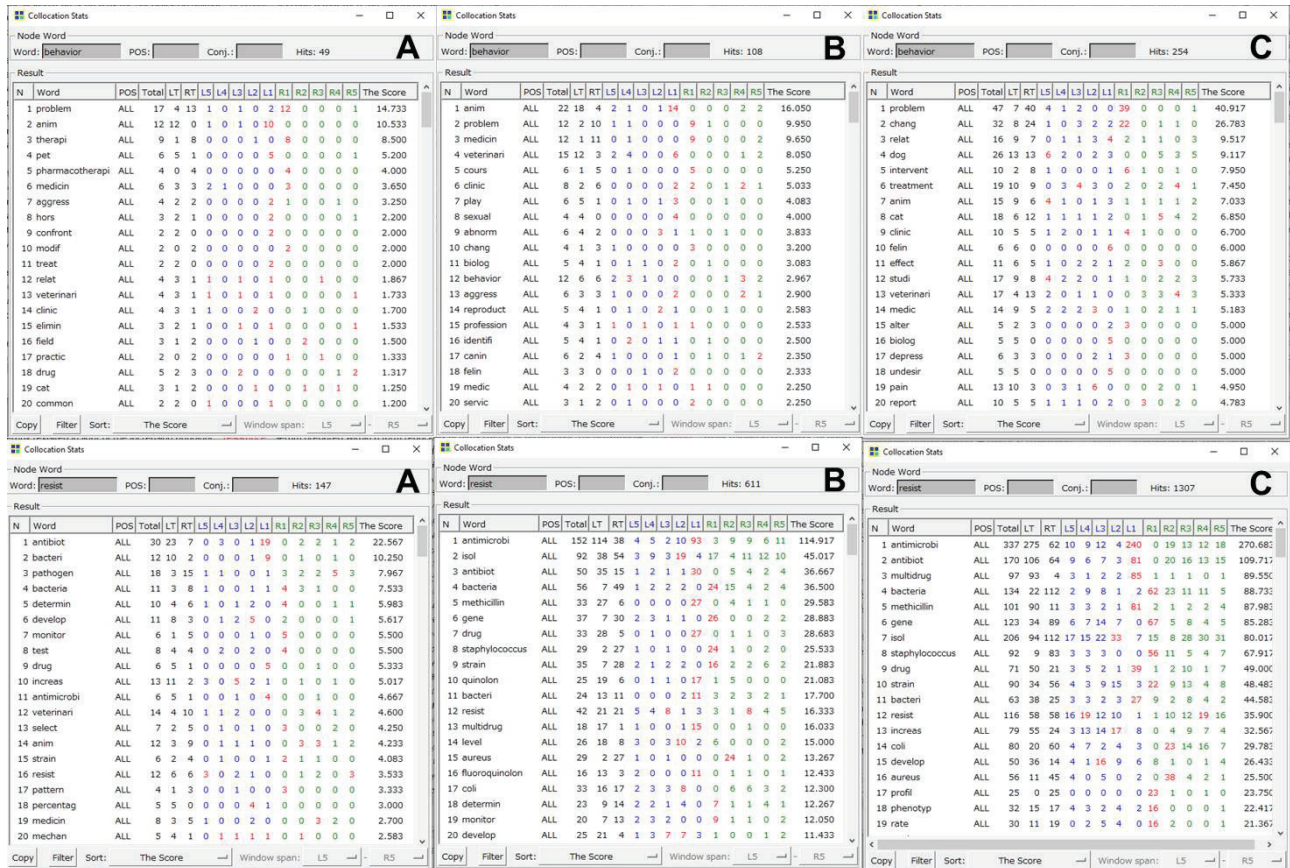 Collocation Stats
A
Node Word
Word: behavior POS: Conj.: Hits: 49
Result
N Word POS Total LT RT L5 L4 L3 L2 L1 R1 R2 R3 R4 R5 The Score
1 problem ALL 17 4 13 1 0 1 0 2 12 0 0 0 1 14.733
2 anim ALL 12 12 0 1 0 1 0 10 0 0 0 0 0 10.533
3 therapi ALL 9 1 8 0 0 0 1 0 8 0 0 0 0 8.500
4 pet ALL 6 5 1 0 0 0 0 5 0 0 0 0 1 5.200
5 pharmacotherapi ALL 4 0 4 0 0 0 0 0 4 0 0 0 0 4.000
6 medicin ALL 6 3 3 2 1 0 0 0 3 0 0 0 0 3.650
7 aggress ALL 4 2 2 0 0 0 0 2 1 0 0 0 1 3.250
8 hors ALL 3 2 1 0 0 0 0 2 0 0 0 0 1 2.200
9 confront ALL 2 2 0 0 0 0 0 2 0 0 0 0 0 2.000
10 modif ALL 2 0 2 0 0 0 0 0 2 0 0 0 0 2.000
11 treat ALL 2 2 0 0 0 0 0 2 0 0 0 0 0 2.000
12 relat ALL 4 3 1 1 0 1 0 1 0 0 1 0 0 1.867
13 veterinari ALL 4 3 1 1 0 1 0 1 0 0 0 0 1 1.733
14 clinic ALL 4 3 1 1 0 0 2 0 0 1 0 0 0 1.700
15 elimin ALL 3 2 1 0 0 1 0 1 0 0 0 0 1 1.533
16 field ALL 3 1 2 0 0 0 0 1 0 2 0 0 0 1.500
17 practic ALL 2 0 2 0 0 0 0 0 1 0 1 0 0 1.333
18 drug ALL 5 2 3 0 0 2 0 0 0 0 0 1 2 1.317
19 cat ALL 3 1 2 0 0 0 1 0 0 1 0 1 0 1.250
20 common ALL 2 2 0 1 0 0 0 1 0 0 0 0 0 1.200
Copy Filter Sort: The Score Window span: L5 - R5
Collocation Stats
B
Node Word
Word: behavior POS: Conj.: Hits: 108
Result
N Word POS Total LT RT L5 L4 L3 L2 L1 R1 R2 R3 R4 R5 The Score
1 anim ALL 22 18 4 2 1 0 1 14 0 0 0 2 2 16.050
2 problem ALL 12 2 10 1 1 0 0 0 9 1 0 0 0 9.950
3 medicin ALL 12 1 11 0 1 0 0 0 9 0 0 0 2 9.650
4 veterinari ALL 15 12 3 2 4 0 0 6 0 0 0 1 2 8.050
5 cours ALL 6 1 5 0 1 0 0 0 5 0 0 0 0 5.250
6 clinic ALL 8 2 6 0 0 0 0 2 2 1 0 2 1 5.033
7 play ALL 6 5 1 0 1 0 1 3 0 1 0 0 0 4.083
8 sexual ALL 4 4 0 0 0 0 0 4 0 0 0 0 0 4.000
9 abnorm ALL 6 4 2 0 0 0 3 1 2 0 0 0 0 3.833
10 chang ALL 4 1 3 1 0 0 0 0 3 0 0 0 0 3.200
11 biolog ALL 5 4 1 0 1 1 0 2 0 0 1 0 0 3.083
12 behavior ALL 12 6 6 2 3 1 0 0 0 0 1 3 2 2.967
13 aggress ALL 6 3 3 1 0 0 0 2 0 0 0 2 1 2.900
14 reproduct ALL 5 4 1 0 1 0 1 2 0 0 1 0 0 2.583
15 profession ALL 4 3 1 1 0 1 0 1 1 0 0 0 0 2.533
16 identifi ALL 5 4 1 0 2 0 1 1 0 1 0 0 0 2.500
17 canin ALL 6 2 4 0 1 0 0 1 0 1 0 1 2 2.350
18 felin ALL 3 3 0 0 0 1 0 2 0 0 0 0 0 2.333
19 medic ALL 4 2 2 0 1 0 1 0 1 1 0 0 0 2.250
20 servic ALL 3 1 2 0 1 0 0 0 2 0 0 0 0 2.250
Copy Filter Sort: The Score Window span: L5 - R5
Collocation Stats
C
Node Word
Word: behavior POS: Conj.: Hits: 254
Result
N Word POS Total LT RT L5 L4 L3 L2 L1 R1 R2 R3 R4 R5 The Score
1 problem ALL 47 7 40 4 1 2 0 0 39 0 0 0 1 40.917
2 chang ALL 32 8 24 1 0 3 2 2 22 0 1 1 0 26.783
3 relat ALL 16 9 7 0 1 1 3 4 2 1 1 0 3 9.517
4 dog ALL 26 13 13 6 2 0 2 3 0 0 5 3 5 9.117
5 intervent ALL 10 2 8 1 0 0 0 1 6 1 0 1 0 7.950
6 treatment ALL 19 10 9 0 3 4 3 0 2 0 2 4 1 7.450
7 anim ALL 15 9 6 4 1 0 1 3 1 1 1 1 2 7.033
8 cat ALL 18 6 12 1 1 1 1 2 0 1 5 4 2 6.850
9 clinic ALL 10 5 5 1 2 0 1 1 4 1 0 0 0 6.700
10 felin ALL 6 6 0 0 0 0 0 6 0 0 0 0 0 6.000
11 effect ALL 11 6 5 1 0 2 2 1 2 0 3 0 0 5.867
12 studi ALL 17 9 8 4 2 2 0 1 1 0 2 2 3 5.733
13 veterinari ALL 17 4 13 2 0 1 1 0 0 3 3 4 3 5.333
14 medic ALL 14 9 5 2 2 2 3 0 1 0 2 1 1 5.183
15 alter ALL 5 2 3 0 0 0 0 2 3 0 0 0 0 5.000
16 biolog ALL 5 5 0 0 0 0 0 5 0 0 0 0 0 5.000
17 depress ALL 6 3 3 0 0 0 2 1 3 0 0 0 0 5.000
18 undesir ALL 5 5 0 0 0 0 0 5 0 0 0 0 0 5.000
19 pain ALL 13 10 3 0 3 1 6 0 1 0 0 1 1 4.950
20 report ALL 10 5 5 1 1 1 0 2 0 3 0 2 0 4.783
Copy Filter Sort: The Score Window span: L5 - R5
Collocation Stats
A
Node Word
Word: resist POS: Conj.: Hits: 147
Result
N Word POS Total LT RT L5 L4 L3 L2 L1 R1 R2 R3 R4 R5 The Score
1 antibiot ALL 30 23 7 0 3 0 1 19 0 2 2 1 2 22.567
2 bacteri ALL 12 10 2 0 0 0 1 9 1 0 1 0 0 10.250
3 pathogen ALL 18 3 15 1 1 0 0 1 3 2 2 5 3 7.967
4 bacteria ALL 11 3 8 1 0 0 1 1 4 3 1 0 0 7.533
5 determin ALL 10 4 6 1 0 1 2 0 4 0 0 1 1 5.983
6 develop ALL 11 8 3 0 1 2 5 0 2 0 0 0 1 5.617
7 monitor ALL 6 1 5 0 1 0 0 0 5 0 0 0 0 5.500
8 test ALL 8 4 4 0 2 0 2 0 4 0 0 0 0 5.500
9 drug ALL 6 5 1 0 0 0 0 5 0 0 1 0 0 5.333
10 increas ALL 13 11 2 3 0 5 2 1 0 0 1 0 1 5.017
11 antimicrobi ALL 6 5 1 0 0 1 0 4 0 0 1 0 0 4.667
12 veterinari ALL 14 4 10 1 1 2 0 0 2 1 3 4 1 2 4.600
13 select ALL 7 2 5 0 1 0 1 0 3 0 0 0 2 4.250
14 anim ALL 12 3 9 0 1 1 1 0 0 3 3 1 2 4.233
15 strain ALL 6 2 4 0 1 0 0 1 2 1 1 0 0 4.083
16 resist ALL 12 6 6 3 0 2 1 0 0 1 2 0 3 3.533
17 pattern ALL 4 1 3 0 1 0 0 0 3 0 0 0 0 3.333
18 percentag ALL 5 5 0 0 0 0 4 1 0 0 0 0 0 3.000
19 medicin ALL 8 3 5 1 0 0 2 0 0 0 3 2 0 2.700
20 mechan ALL 5 4 1 0 1 1 1 1 0 1 0 0 0 2.583
Copy Filter Sort: The Score Window span: L5 - R5
Collocation Stats
B
Node Word
Word: resist POS: Conj.: Hits: 611
Result
N Word POS Total LT RT L5 L4 L3 L2 L1 R1 R2 R3 R4 R5 The Score
1 antimicrobi ALL 152 114 38 4 5 2 10 93 3 9 9 6 11 114.917
2 isol ALL 92 38 54 3 9 3 19 4 17 4 11 12 10 45.017
3 antibiot ALL 50 35 15 1 2 1 1 30 0 5 4 2 4 36.667
4 bacteria ALL 56 7 49 1 2 2 2 0 24 15 4 2 4 36.500
5 methicillin ALL 33 27 6 0 0 0 0 27 0 4 1 1 0 29.583
6 gene ALL 37 7 30 2 3 1 1 0 26 0 0 2 2 28.883
7 drug ALL 33 28 5 0 1 0 0 27 0 1 1 0 3 28.683
8 staphylococcus ALL 29 2 27 1 0 1 0 0 24 1 0 2 0 25.533
9 strain ALL 35 7 28 2 1 2 2 0 16 2 2 6 2 21.883
10 quinolon ALL 25 19 6 0 1 1 0 17 1 5 0 0 0 21.083
11 bacteri ALL 24 13 11 0 0 0 2 11 3 2 3 2 1 17.700
12 resist ALL 42 21 21 5 4 8 1 3 3 1 8 4 5 16.333
13 multidrug ALL 18 17 1 1 0 0 1 15 1 0 0 0 0 16.033
14 level ALL 26 18 8 3 0 3 10 2 6 0 0 0 2 15.000
15 aureus ALL 29 2 27 1 0 1 0 0 0 24 1 0 2 13.267
16 fluoroquinolon ALL 16 13 3 2 0 0 0 11 0 1 0 1 1 12.433
17 coli ALL 33 16 17 2 3 3 8 0 0 6 6 3 2 12.300
18 determin ALL 23 9 14 2 2 1 4 0 7 1 1 4 1 12.267
19 monitor ALL 20 7 13 2 3 2 0 0 9 1 1 0 2 12.050
20 develop ALL 25 21 4 1 3 7 7 3 1 0 0 1 2 11.433
Copy Filter Sort: The Score Window span: L5 - R5
Collocation Stats
C
Node Word
Word: resist POS: Conj.: Hits: 1307
Result
N Word POS Total LT RT L5 L4 L3 L2 L1 R1 R2 R3 R4 R5 The Score
1 antimicrobi ALL 337 275 62 10 9 12 4 240 0 19 13 12 18 270.683
2 antibiot ALL 170 106 64 9 6 7 3 81 0 20 16 13 15 109.717
3 multidrug ALL 97 93 4 3 1 2 2 85 1 1 1 0 1 89.550
4 bacteria ALL 134 22 112 2 9 8 1 2 62 23 11 11 5 88.733
5 methicillin ALL 101 90 11 3 3 2 1 81 2 1 2 2 4 87.983
6 gene ALL 123 34 89 6 7 14 7 0 67 5 8 4 5 85.283
7 isol ALL 206 94 112 17 15 22 33 7 15 8 28 30 31 80.017
8 staphylococcus ALL 92 9 83 3 3 3 0 0 56 11 5 4 7 67.917
9 drug ALL 71 50 21 3 5 2 1 39 1 2 10 1 7 49.000
10 strain ALL 90 34 56 4 3 9 15 3 22 9 13 4 8 48.483
11 bacteri ALL 63 38 25 3 3 2 3 27 9 2 8 4 2 44.583
12 resist ALL 116 58 58 16 19 12 10 1 1 10 12 19 16 35.900
13 increas ALL 79 55 24 3 13 14 17 8 0 4 9 7 4 32.567
14 coli ALL 80 20 60 4 7 2 4 3 0 23 14 16 7 29.783
15 develop ALL 50 36 14 4 1 16 9 6 8 1 0 1 4 26.433
16 aureus ALL 56 11 45 4 0 5 0 2 0 38 4 2 1 25.500
17 profil ALL 25 0 25 0 0 0 0 0 23 1 0 1 0 23.750
18 phenotyp ALL 32 15 17 4 3 2 4 2 16 0 0 0 1 22.417
19 rate ALL 30 11 19 0 2 5 4 0 16 2 0 0 1 21.367
Copy Filter Sort: The Score Window span: L5 - R5